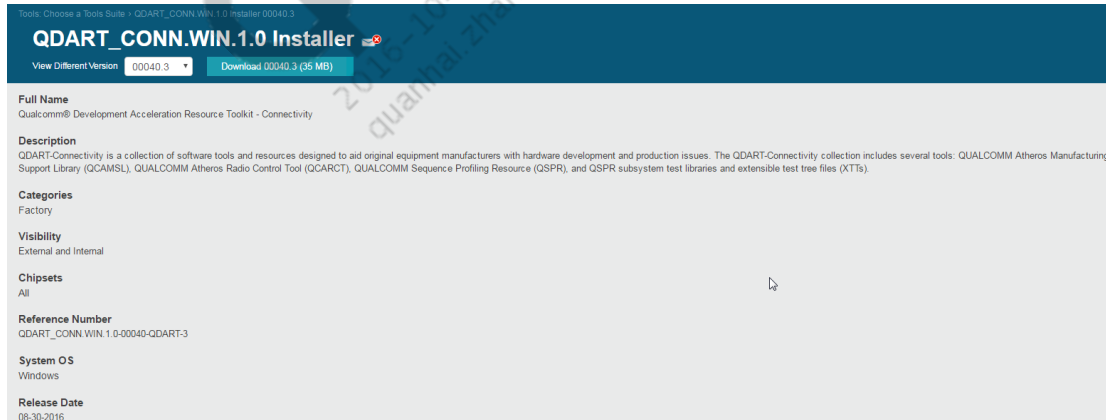 Tools: Choose a Tools Suite › QDART_CONN.WIN.1.0 Installer 00040.3
QDART_CONN.WIN.1.0 Installer
View Different Version 00040.3 Download 00040.3 (35 MB)
Full Name
Qualcomm® Development Acceleration Resource Toolkit - Connectivity
Description
QDART-Connectivity is a collection of software tools and resources designed to aid original equipment manufacturers with hardware development and production issues. The QDART-Connectivity collection includes several tools: QUALCOMM Atheros Manufacturing
Support Library (QCAMSL), QUALCOMM Atheros Radio Control Tool (QCARCT), QUALCOMM Sequence Profiling Resource (QSPR), and QSPR subsystem test libraries and extensible test tree files (XTTs).
Categories
Factory
Visibility
External and Internal
Chipsets
All
Reference Number
QDART_CONN.WIN.1.0-00040-QDART-3
System OS
Windows
Release Date
08-30-2016